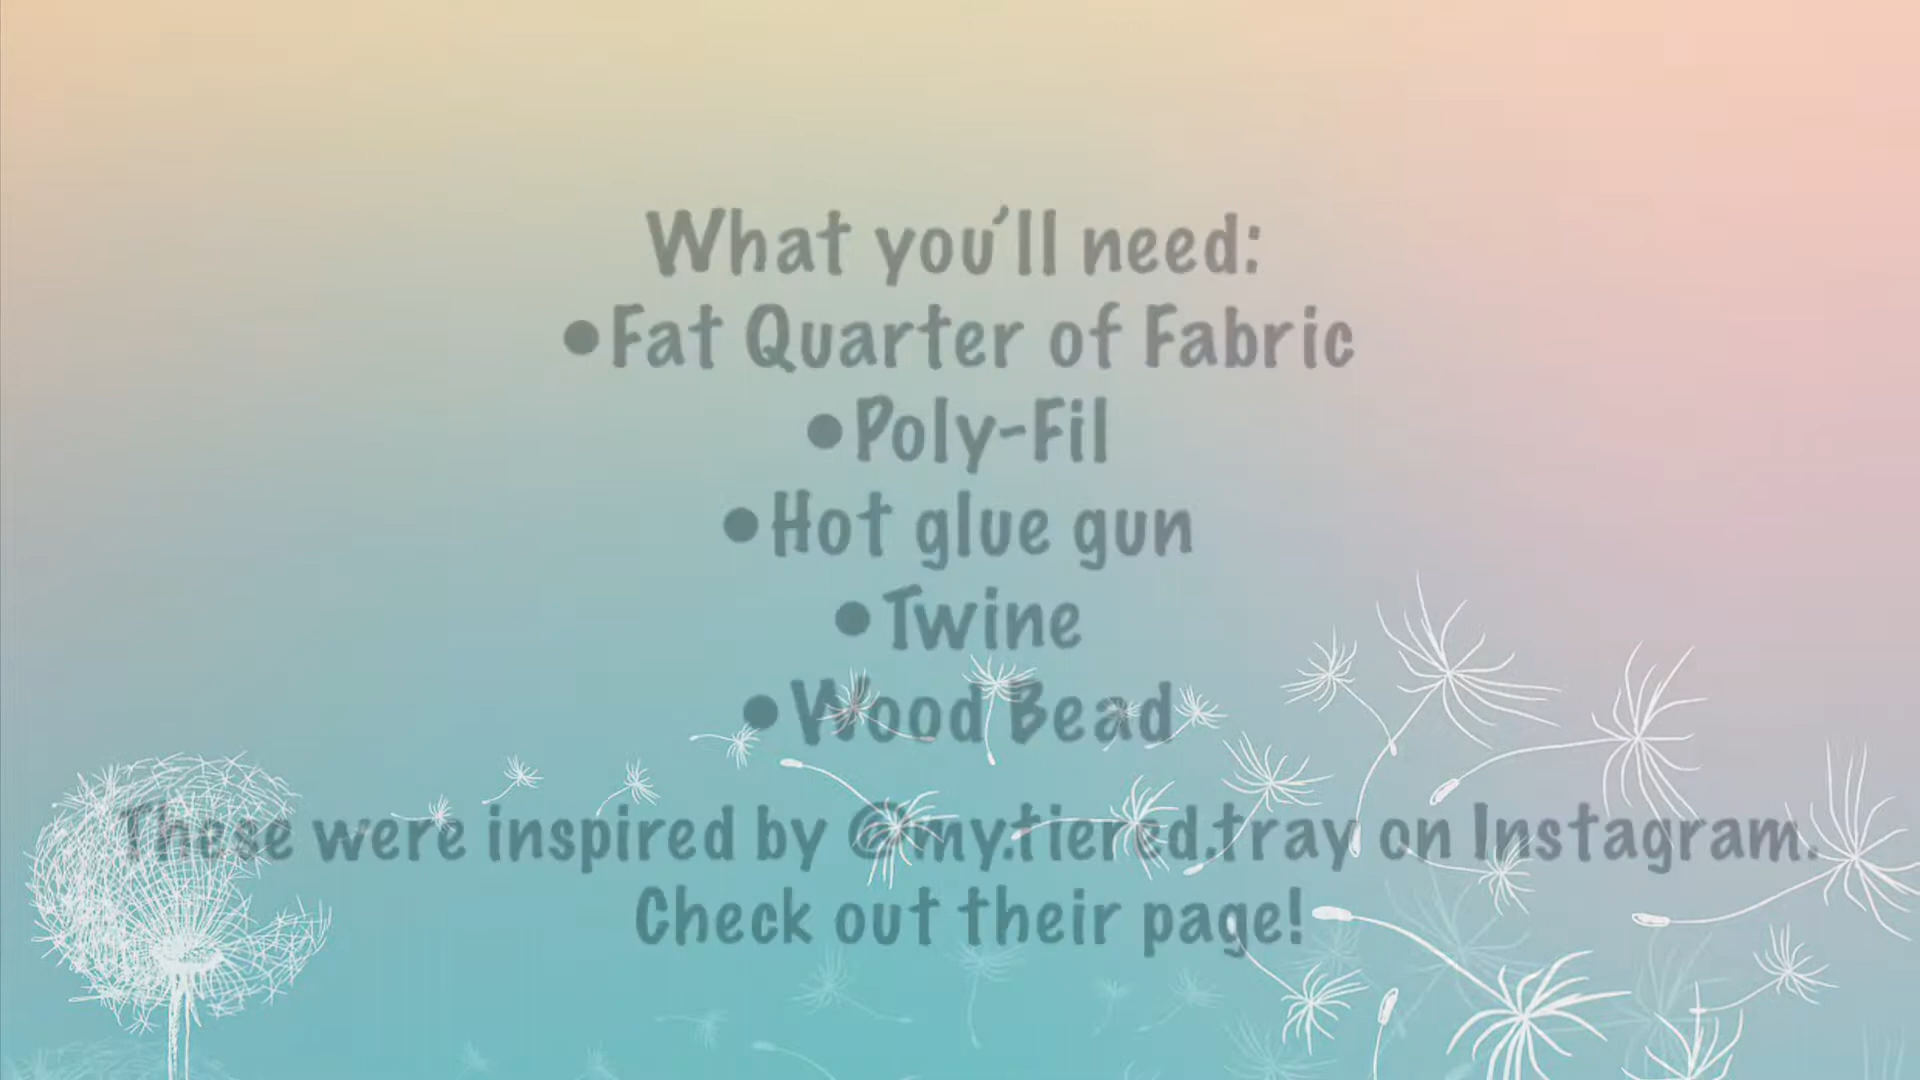 What you'll need:
•Fat Quarter of Fabric
•Poly-Fil
•Hot glue gun
•Twine
•Wood Bead
These were inspired by @my.tiered.tray on Instagram.
Check out their page!